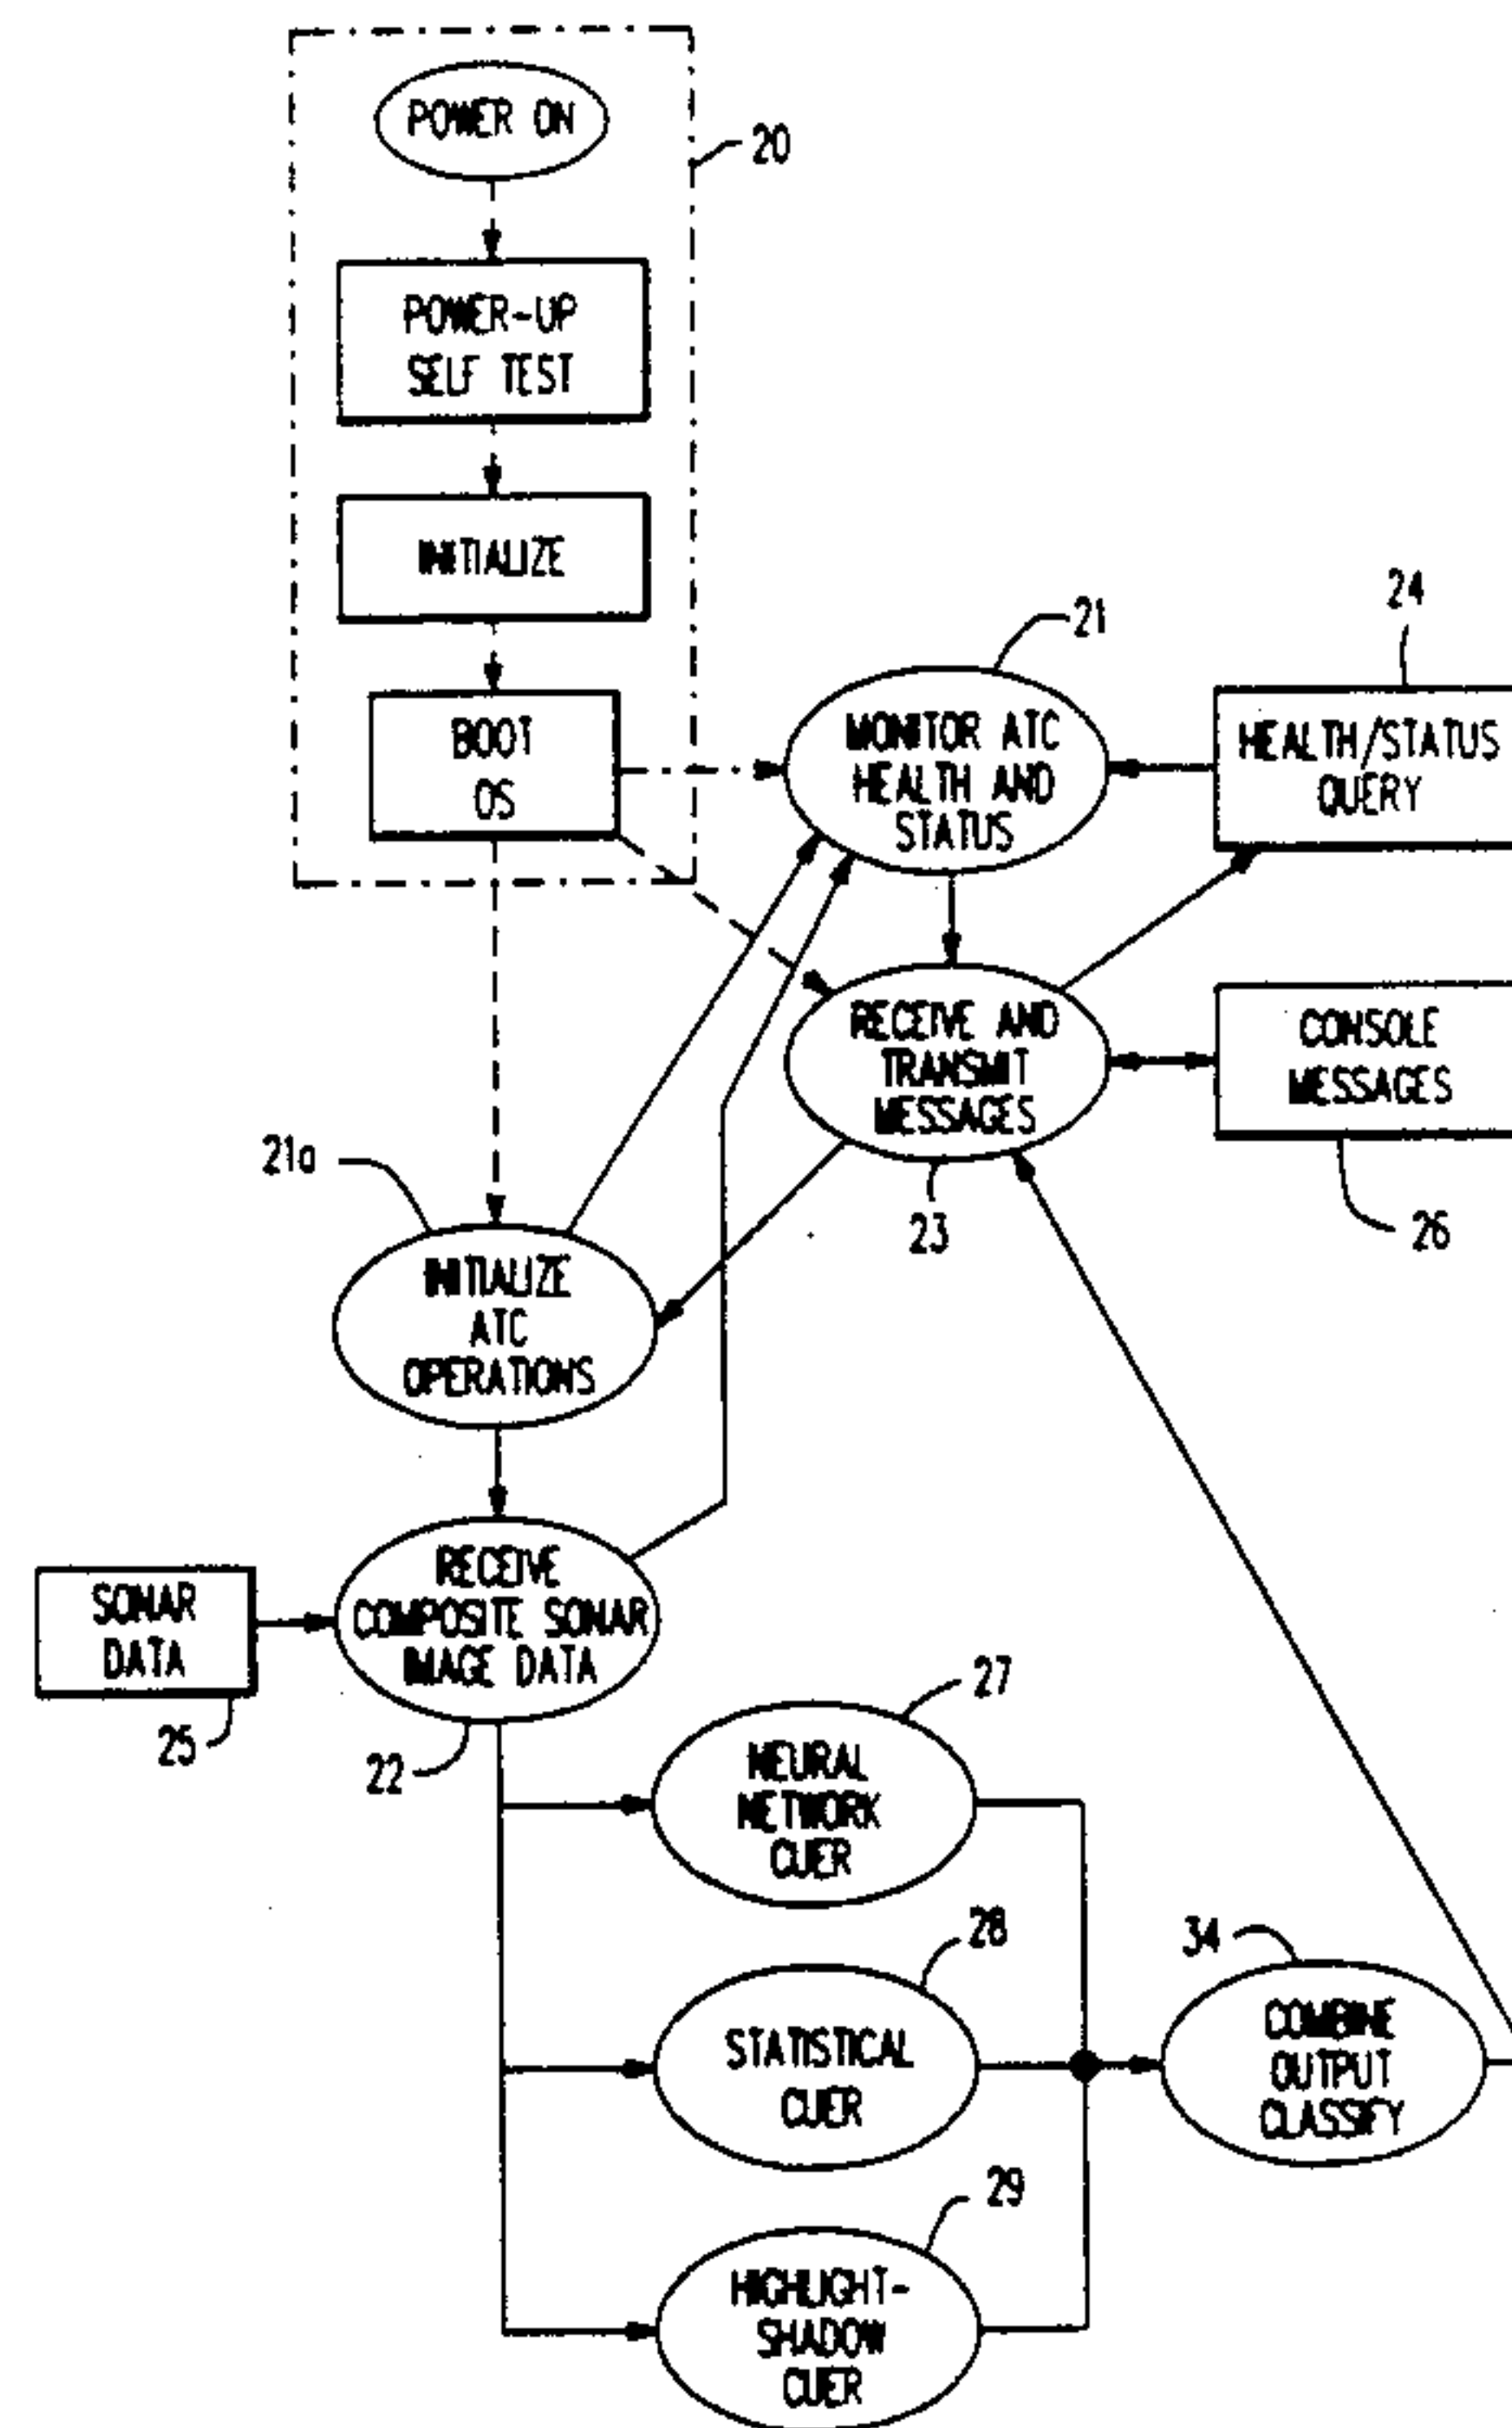 POWER ON
20
POWER-UP
SELF TEST
INITIALIZE
BOOT
OS
21
MONITOR ATC
HEALTH AND
STATUS
24
HEALTH/STATUS
QUERY
RECEIVE AND
TRANSMIT
MESSAGES
23
CONSOLE
MESSAGES
26
21a
INITIALIZE
ATC
OPERATIONS
SONAR
DATA
25
RECEIVE
COMPOSITE SONAR
IMAGE DATA
22
27
NEURAL
NETWORK
CUER
28
STATISTICAL
CUER
34
COMBINE
OUTPUT
CLASSIFY
29
HIGHLIGHT-
SHADOW
CUER